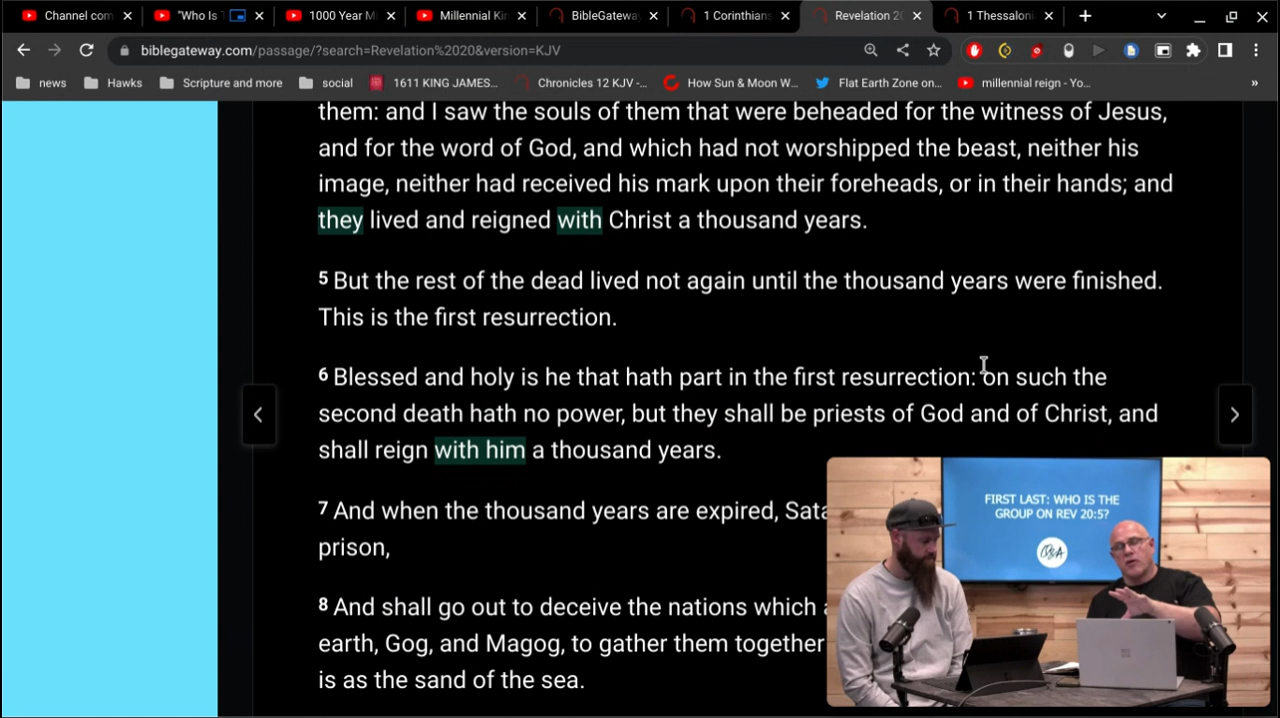 Channel com
"Who Is T
1000 Year M
Millennial Ki
BibleGatewa
1 Corinthian
Revelation 2
1 Thessaloni
biblegateway.com/passage/?search=Revelation%2020&version=KJV
news
Hawks
Scripture and more
social
1611 KING JAMES...
Chronicles 12 KJV -...
How Sun & Moon W...
Flat Earth Zone on...
millennial reign - Yo...
»
them: and I saw the souls of them that were beheaded for the witness of Jesus,
and for the word of God, and which had not worshipped the beast, neither his
image, neither had received his mark upon their foreheads, or in their hands; and
they lived and reigned with Christ a thousand years.
5 But the rest of the dead lived not again until the thousand years were finished.
This is the first resurrection.
6 Blessed and holy is he that hath part in the first resurrection: on such the
second death hath no power, but they shall be priests of God and of Christ, and
shall reign with him a thousand years.
7 And when the thousand years are expired, Sata
prison,
8 And shall go out to deceive the nations which a
earth, Gog, and Magog, to gather them together
is as the sand of the sea.
FIRST LAST: WHO IS THE
GROUP ON REV 20:5?
Q&A